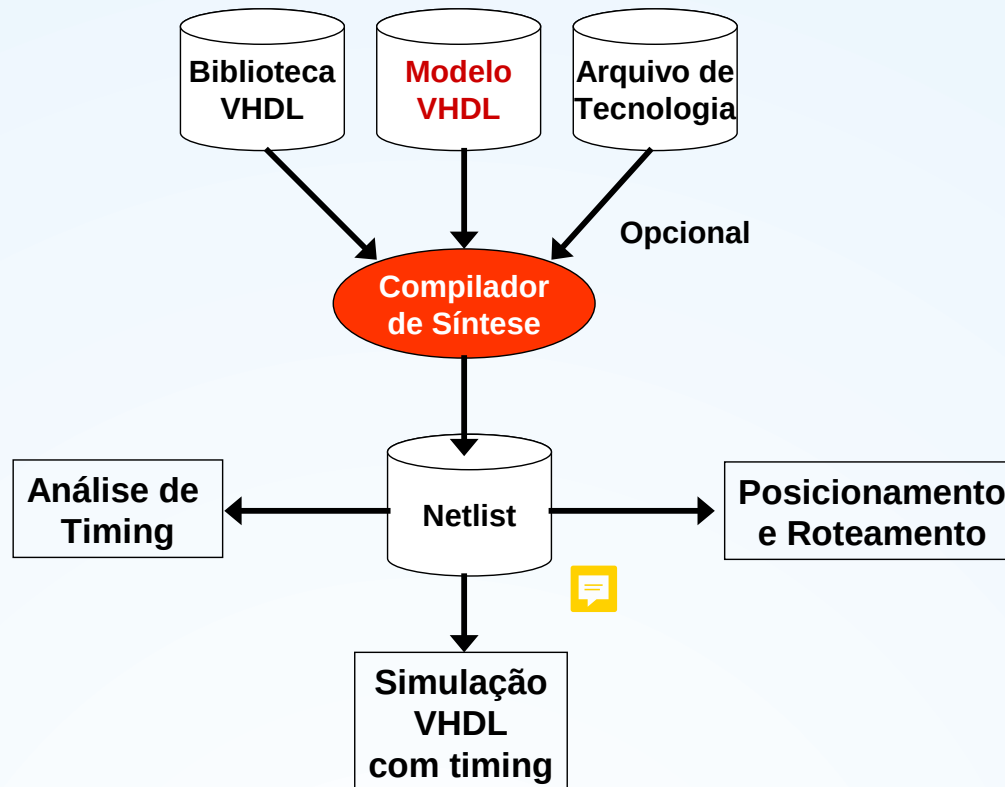 Biblioteca
VHDL
Modelo
VHDL
Arquivo de
Tecnologia
Opcional
Compilador
de Síntese
Análise de
Timing
Netlist
Posicionamento
e Roteamento
Simulação
VHDL
com timing